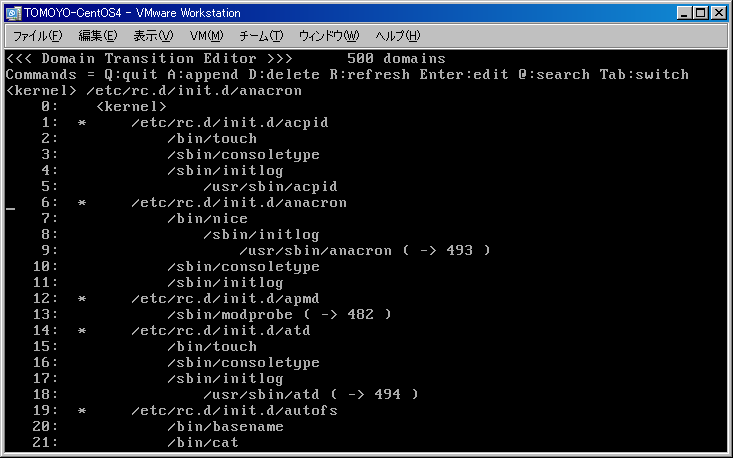 TOMOYO-CentOS4 - VMware Workstation
ファイル(F) 編集(E) 表示(V) VM(M) チーム(T) ウィンドウ(W) ヘルプ(H)
<<< Domain Transition Editor >>>      500 domains
Commands = Q:quit A:append D:delete R:refresh Enter:edit @:search Tab:switch
<kernel> /etc/rc.d/init.d/anacron
0: <kernel>
1: * /etc/rc.d/init.d/acpid
2: /bin/touch
3: /sbin/consoletype
4: /sbin/initlog
5: /usr/sbin/acpid
6: * /etc/rc.d/init.d/anacron
7: /bin/nice
8: /sbin/initlog
9: /usr/sbin/anacron ( -> 493 )
10: /sbin/consoletype
11: /sbin/initlog
12: * /etc/rc.d/init.d/apmd
13: /sbin/modprobe ( -> 482 )
14: * /etc/rc.d/init.d/atd
15: /bin/touch
16: /sbin/consoletype
17: /sbin/initlog
18: /usr/sbin/atd ( -> 494 )
19: * /etc/rc.d/init.d/autofs
20: /bin/basename
21: /bin/cat